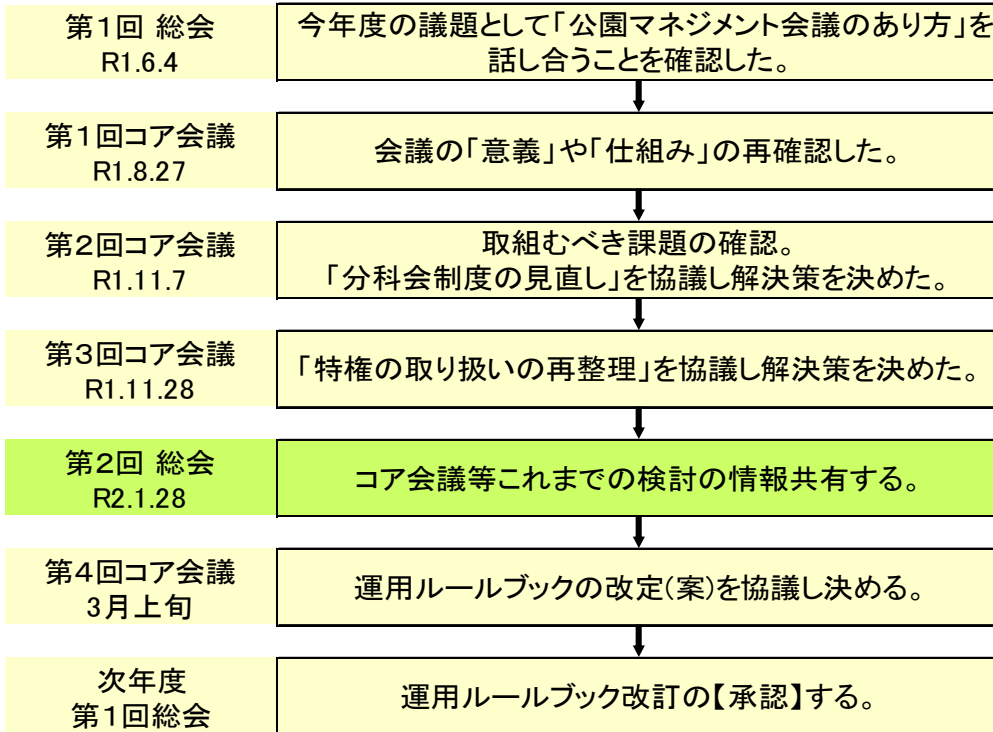 第1回 総会
R1.6.4
今年度の議題として「公園マネジメント会議のあり方」を
話し合うことを確認した。
第1回コア会議
R1.8.27
会議の「意義」や「仕組み」の再確認した。
第2回コア会議
R1.11.7
取組むべき課題の確認。
「分科会制度の見直し」を協議し解決策を決めた。
第3回コア会議
R1.11.28
「特権の取り扱いの再整理」を協議し解決策を決めた。
第2回 総会
R2.1.28
コア会議等これまでの検討の情報共有する。
第4回コア会議
3月上旬
運用ルールブックの改定(案)を協議し決める。
次年度
第1回総会
運用ルールブック改訂の【承認】する。